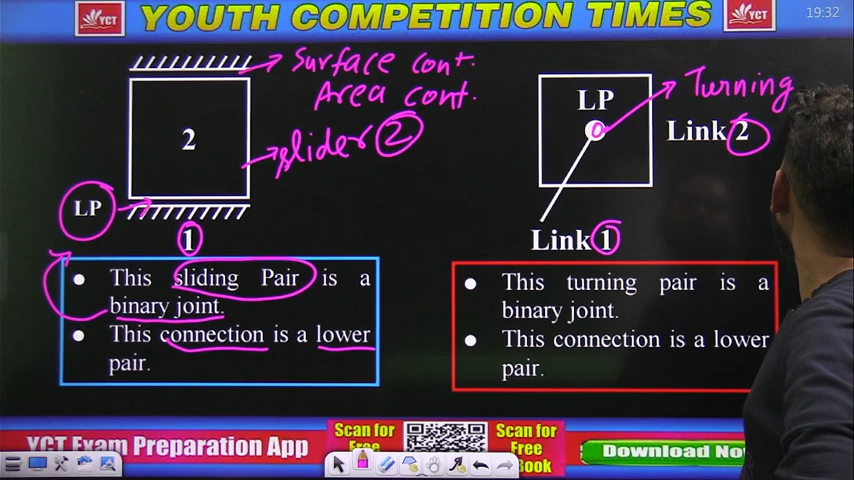 YOUTH COMPETITION TIMES
YCT
YCT
19:32
Surface cont.
Area cont.
2
slider 2
LP
1
LP
Turning
Link 2
Link 1
• This sliding Pair is a
binary joint.
• This connection is a lower
pair.
• This turning pair is a
binary joint.
• This connection is a lower
pair.
YCT Exam Preparation App
Scan for
Free
Scan for
Free
Book
Download No